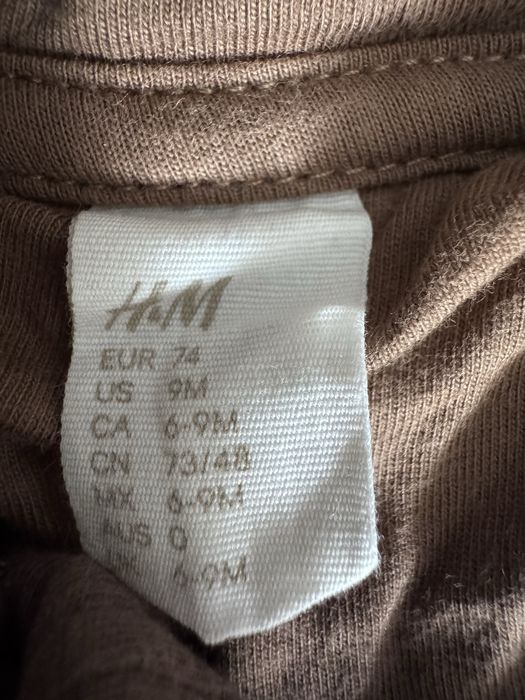 H&M
EUR 74
US 9M
CA 6-9M
CN 73/48
MX 6-9M
AUS 0
6-9M